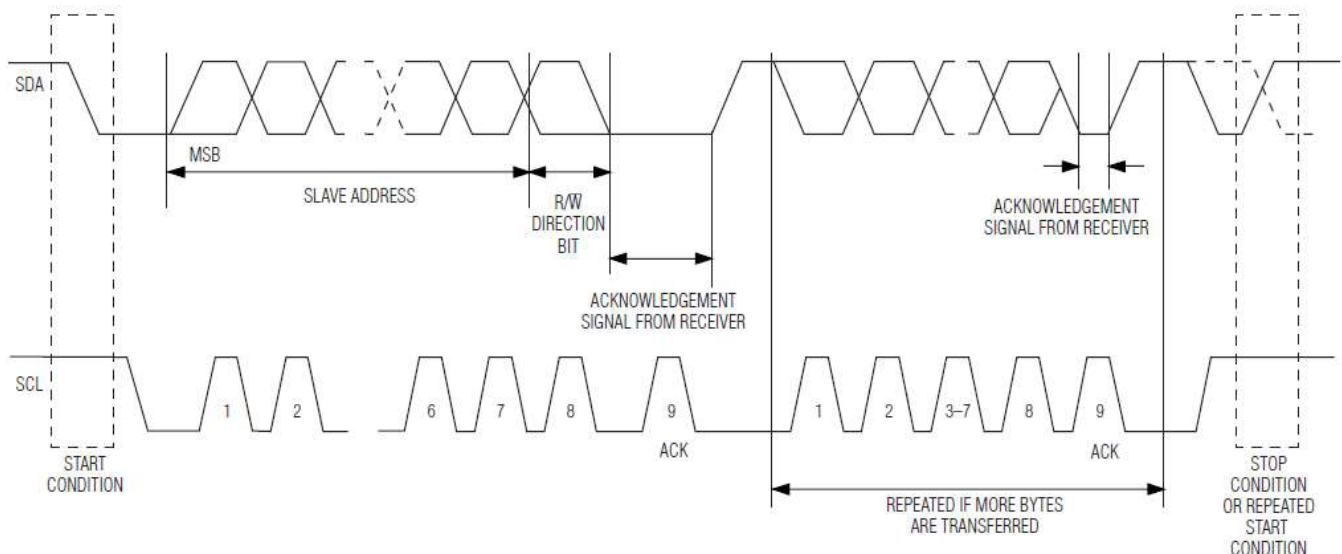 SDA
MSB
SLAVE ADDRESS
R/W
DIRECTION
BIT
ACKNOWLEDGEMENT
SIGNAL FROM RECEIVER
ACKNOWLEDGEMENT
SIGNAL FROM RECEIVER
SCL
1
2
6
7
8
9
ACK
1
2
3–7
8
9
ACK
START
CONDITION
REPEATED IF MORE BYTES
ARE TRANSFERRED
STOP
CONDITION
OR REPEATED
START
CONDITION